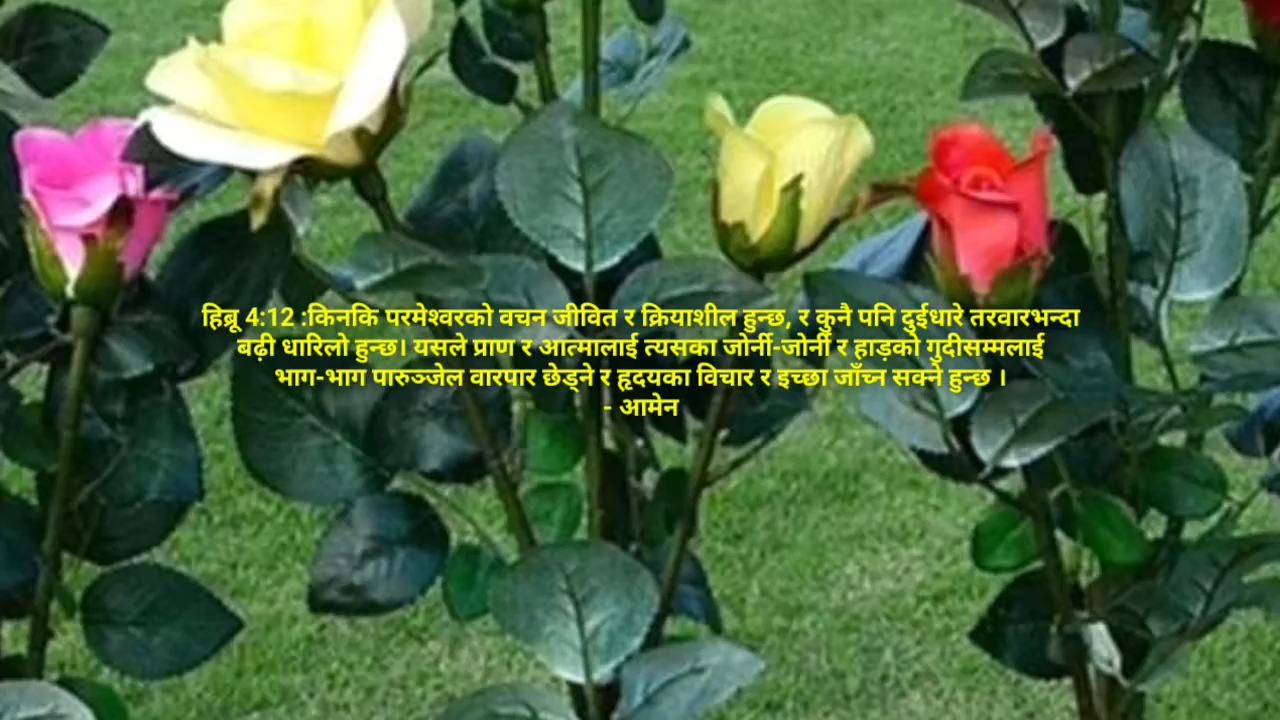 हिब्रू 4:12 :किनकि परमेश्वरको वचन जीवित र क्रियाशील हुन्छ, र कुनै पनि दुईधारे तरवारभन्दा
बढ़ी धारिलो हुन्छ। यसले प्राण र आत्मालाई त्यसका जोर्नी-जोर्नी र हाड़को गुदीसम्मलाई
भाग-भाग पारुञ्जेल वारपार छेड्ने र हृदयका विचार र इच्छा जाँच्न सक्ने हुन्छ ।
- आमेन